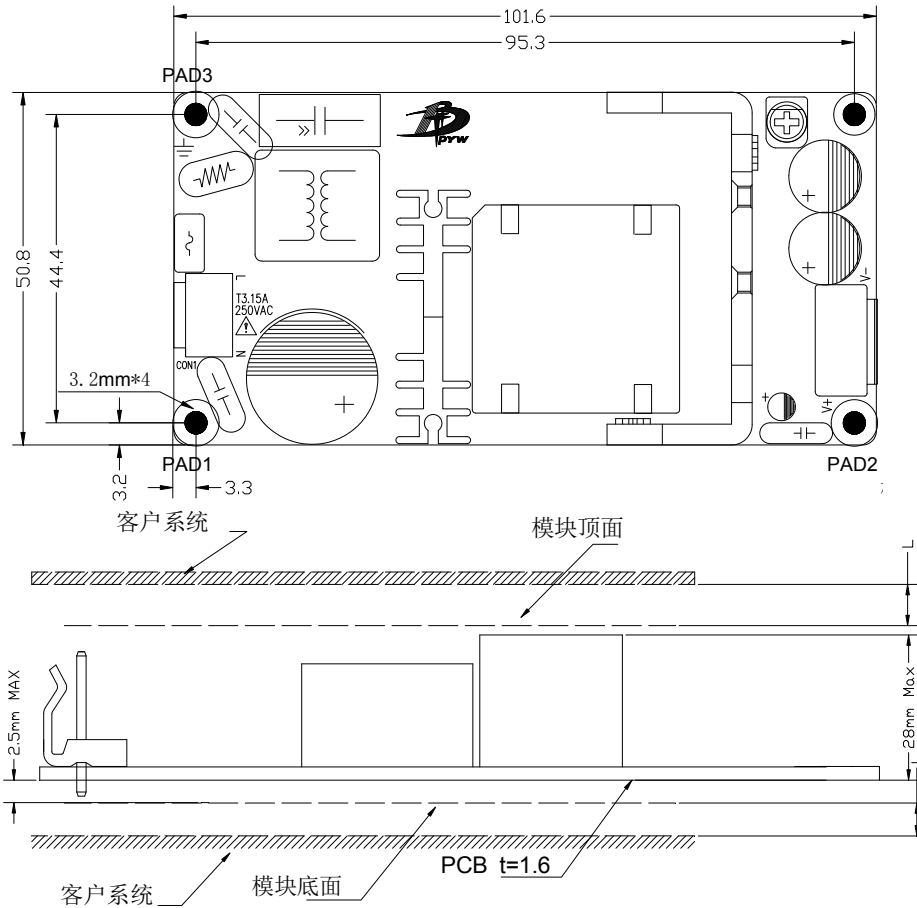 101.6
95.3
PAD3
PYW
50.8
44.4
L
T3.15A
250VAC
N
CON1
V-
V+
3.2mm*4
PAD1
PAD2
3.2
3.3
客户系统
模块顶面
L
2.5mm MAX
28mm Max
L
PCB t=1.6
模块底面
客户系统